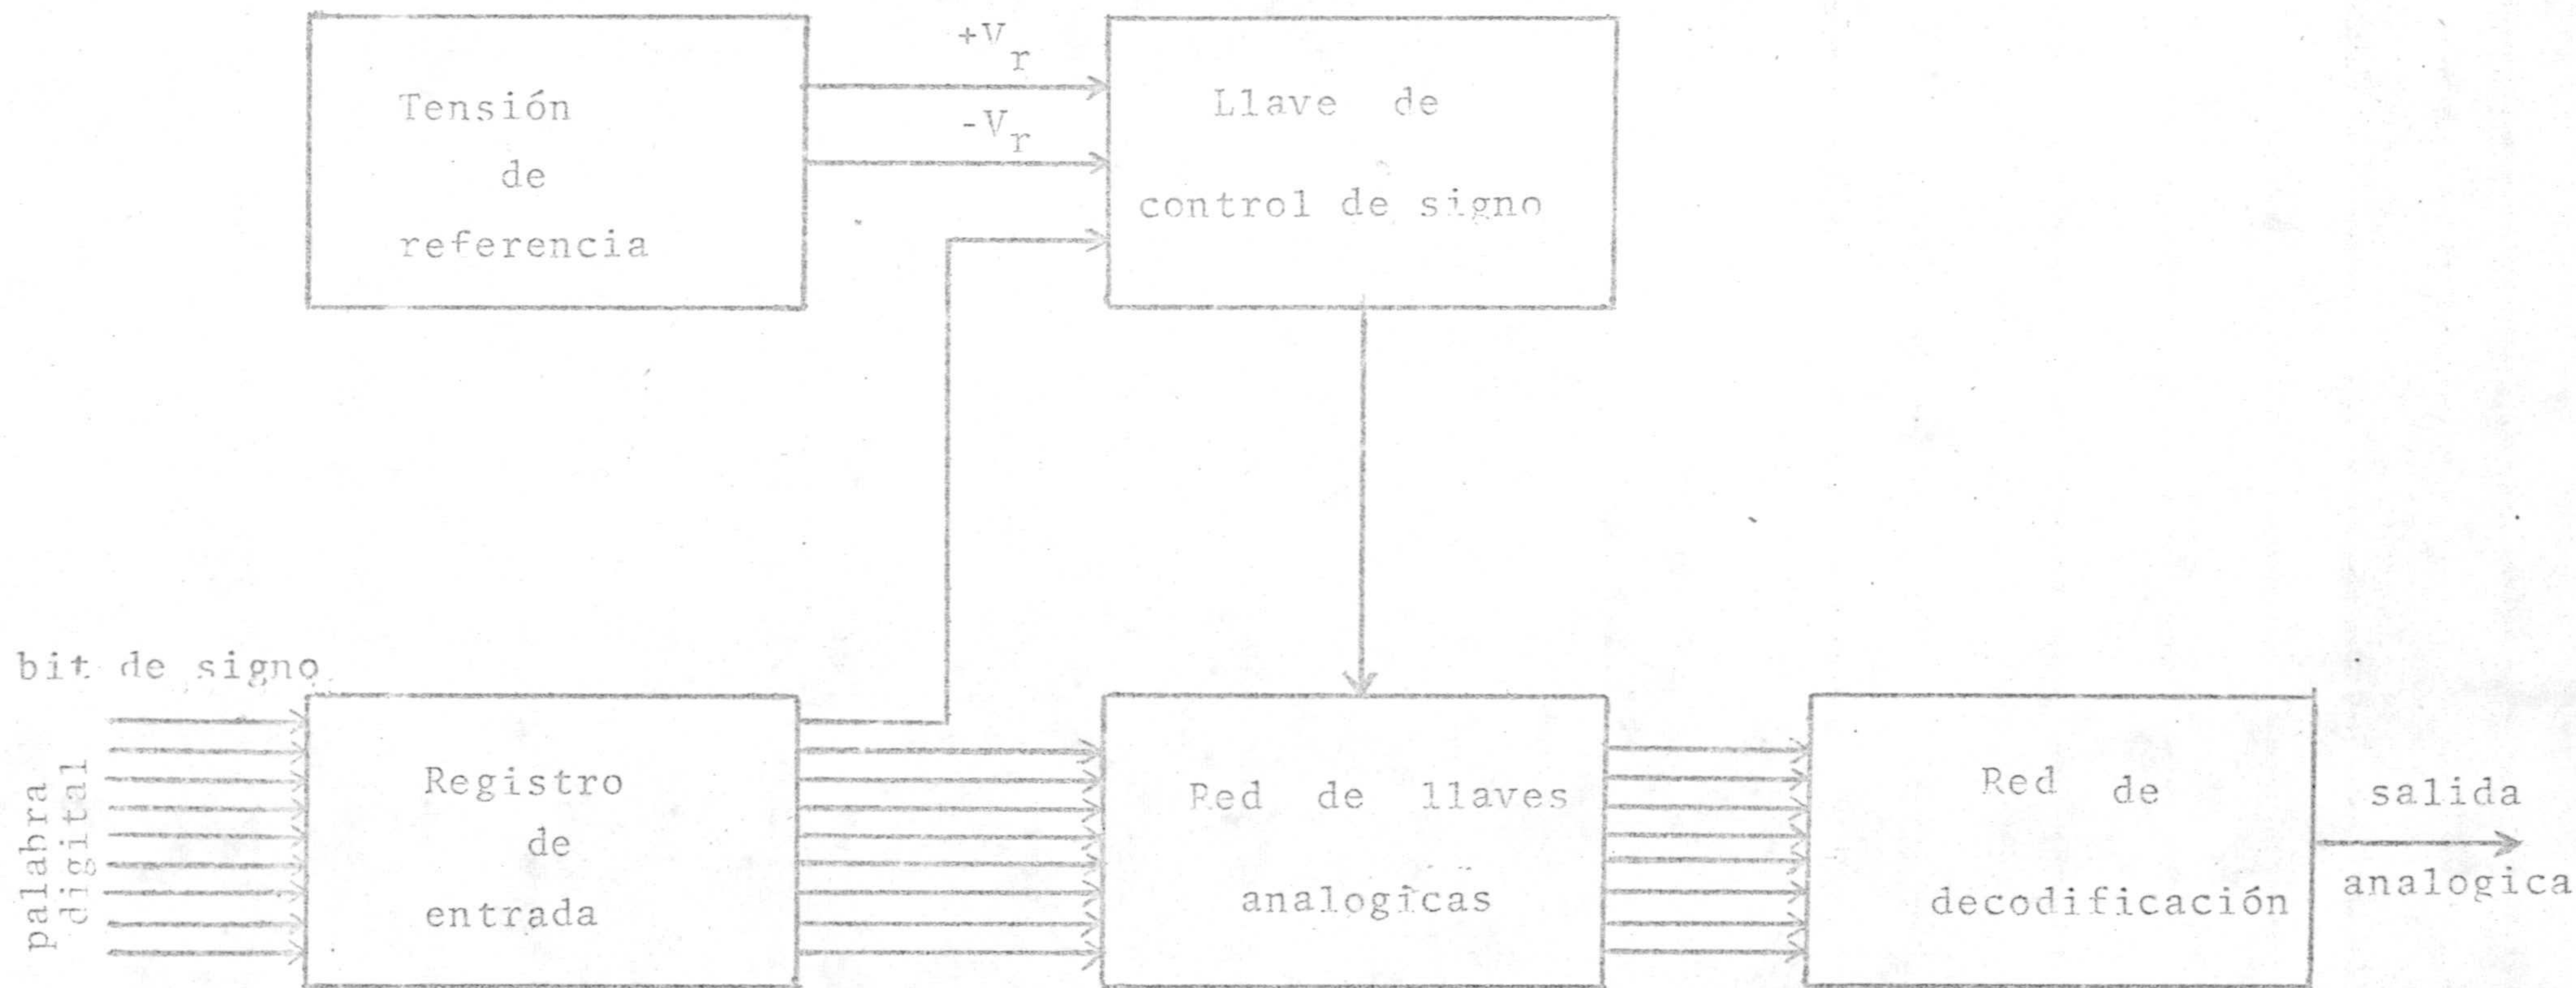 Tensión
de
referencia
+Vr
-Vr
Llave de
control de signo
bit de signo
palabra
digital
Registro
de
entrada
Red de llaves
analogicas
Red de
decodificación
salida
analogica